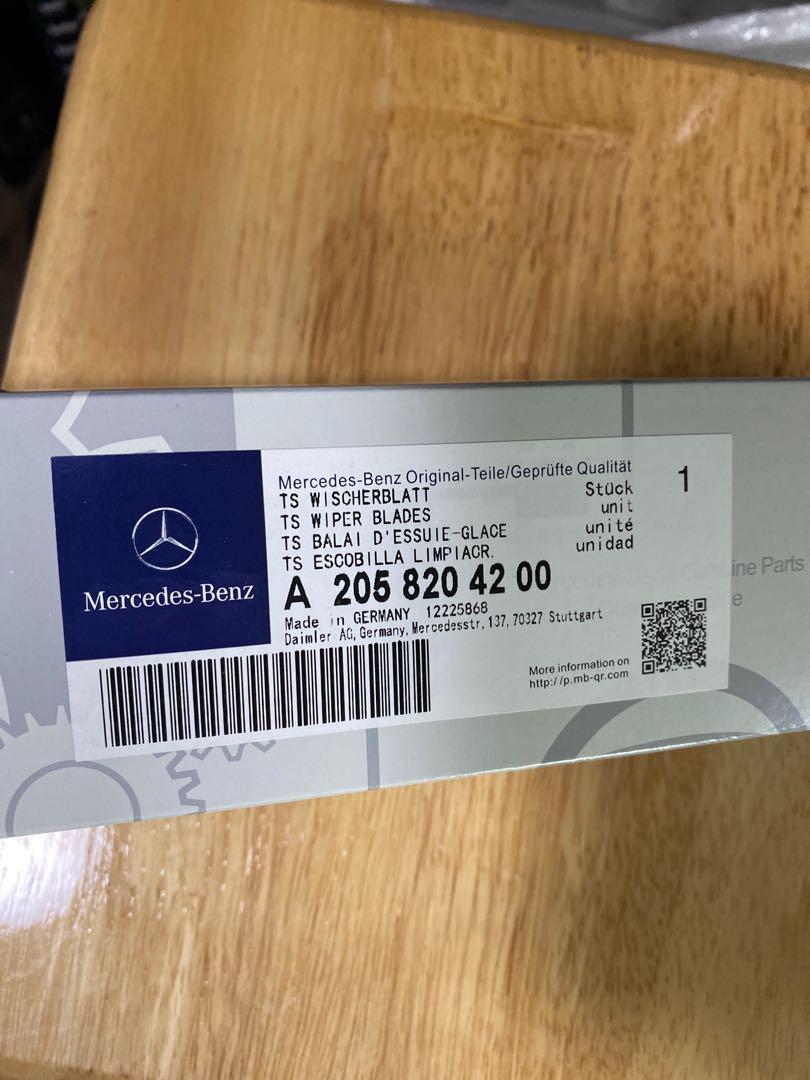 Mercedes-Benz
Mercedes-Benz Original-Teile/Geprüfte Qualität
TS WISCHERBLATT Stück 1
TS WIPER BLADES unit
TS BALAI D'ESSUIE-GLACE unité
TS ESCOBILLA LIMPIACR. unidad
A 205 820 42 00
Made in GERMANY 12225868
Daimler AG, Germany, Mercedesstr, 137, 70327 Stuttgart
More information on
http://p.mb-qr.com
Parts